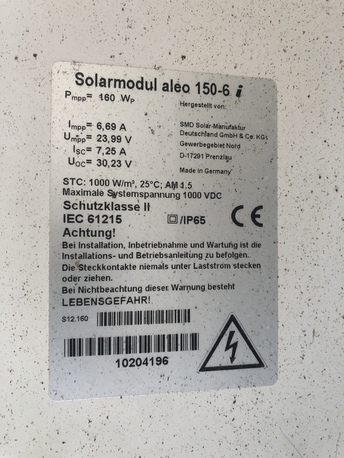 Solarmodul aleo 150-6 i
Pmpp= 160 Wp
Hergestellt von:
Impp= 6,69 A
Umpp= 23,99 V
ISC= 7,25 A
UOC= 30,23 V
SMD Solar-Manufaktur
Deutschland GmbH & Co. KG
Gewerbegebiet Nord
D-17291 Prenzlau
Made in Germany
STC: 1000 W/m², 25°C; AM 1.5
Maximale Systemspannung 1000 VDC
Schutzklasse II
IEC 61215 /IP65 CE
Achtung!
Bei Installation, Inbetriebnahme und Wartung ist die
Installations- und Betriebsanleitung zu befolgen.
Die Steckkontakte niemals unter Laststrom stecken
oder ziehen.
Bei Nichtbeachtung dieser Warnung besteht
LEBENSGEFAHR!
S12.160
10204196